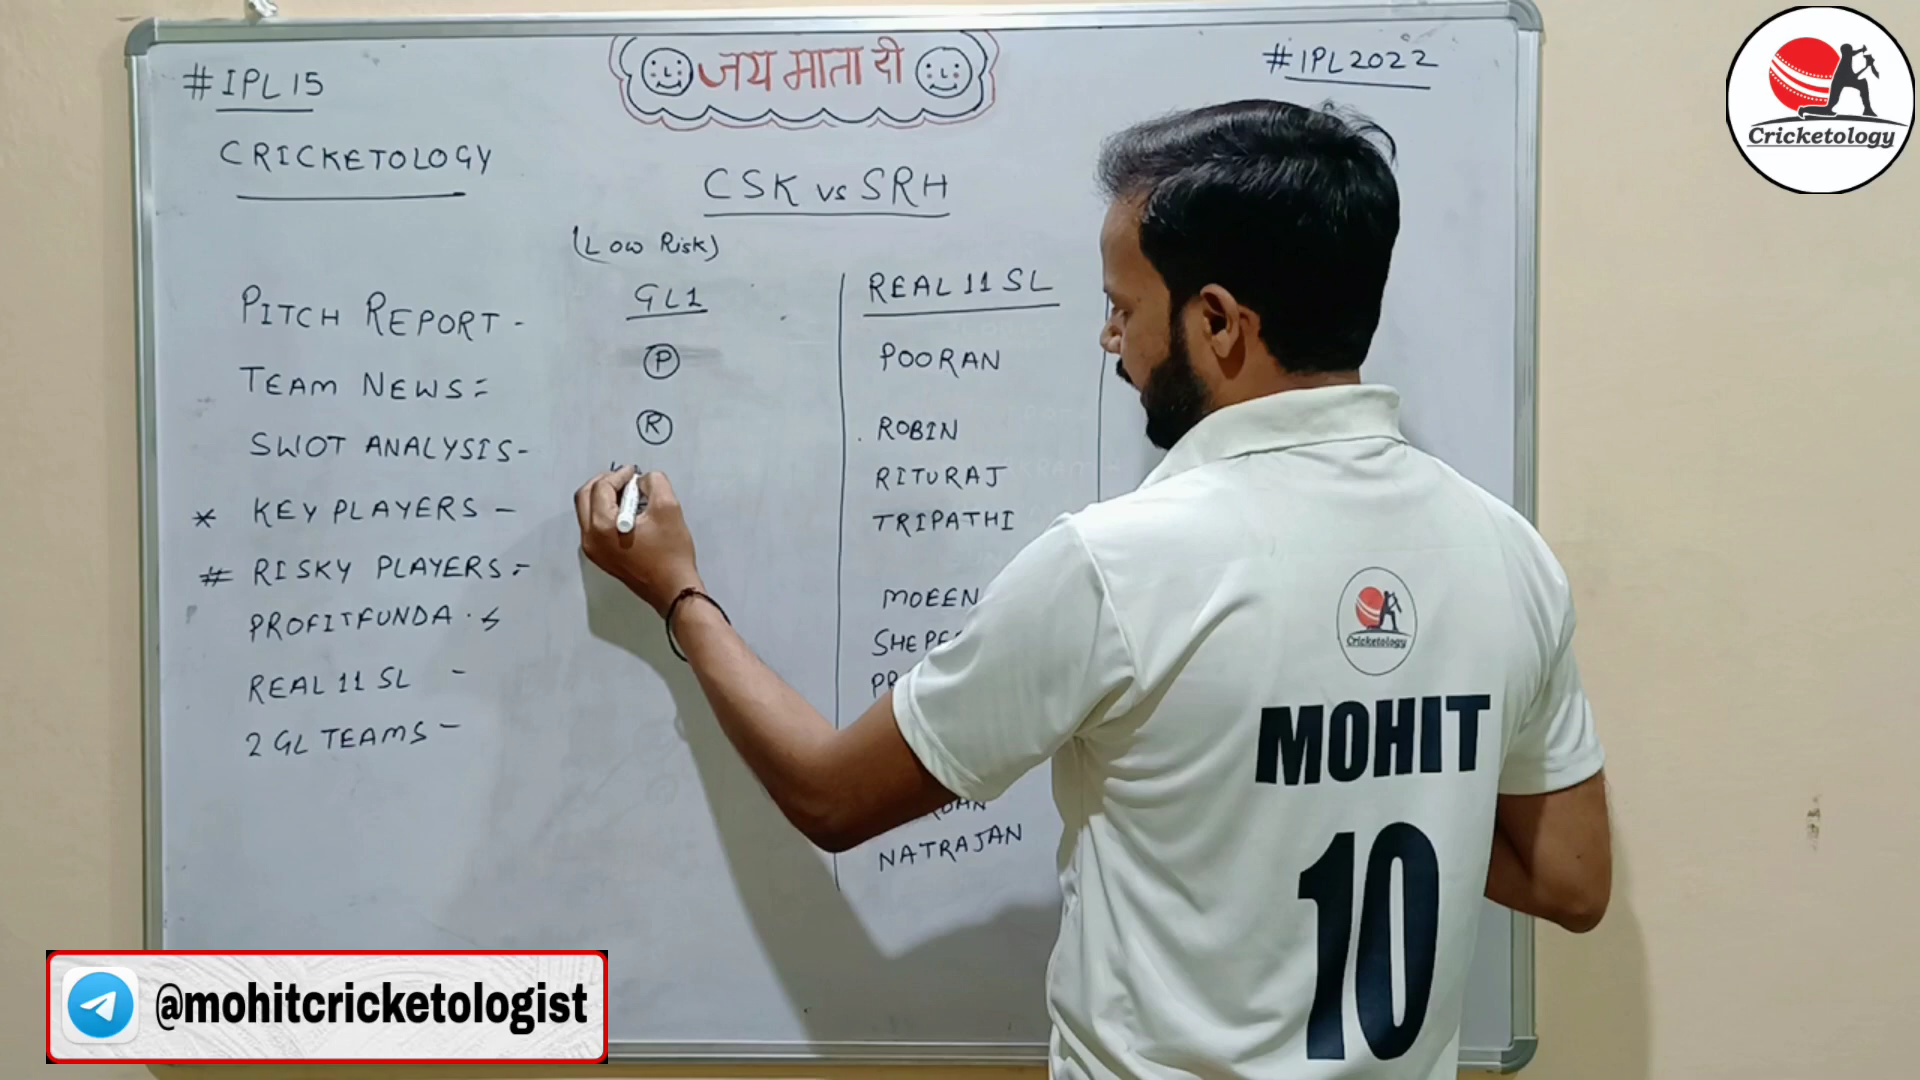 #IPL15
जय माता दी
#IPL2022
Cricketology
CRICKETOLOGY
CSK vs SRH
(Low Risk)
PITCH REPORT -
TEAM NEWS =
SWOT ANALYSIS -
* KEY PLAYERS -
# RISKY PLAYERS =
PROFITFUNDA
REAL 11 SL -
2 GL TEAMS -
GL1
P
R
REAL 11 SL
POORAN
ROBIN
RITURAJ
TRIPATHI
MOEEN
NATRAJAN
Cricketology
MOHIT
10
@mohitcricketologist